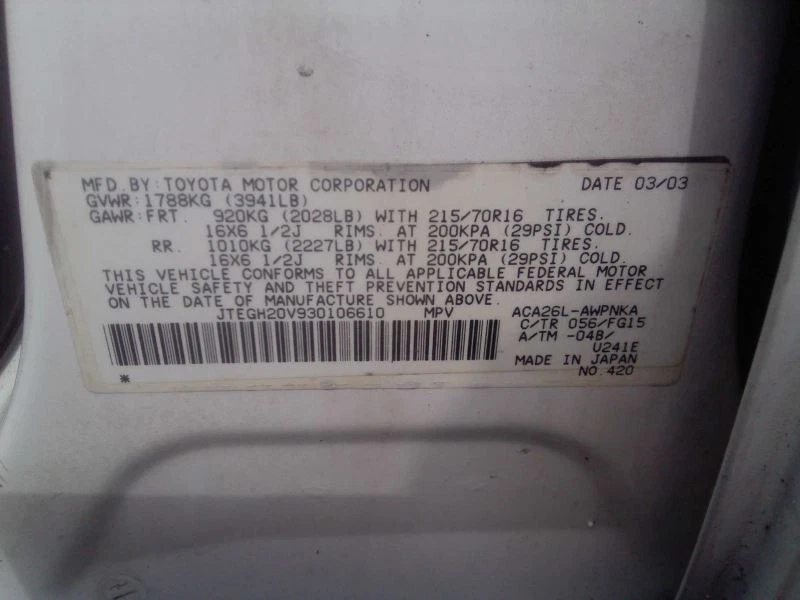 MFD. BY: TOYOTA MOTOR CORPORATION DATE 03/03
GVWR: 1788KG (3941LB)
GAWR: FRT. 920KG (2028LB) WITH 215/70R16 TIRES.
16X6 1/2J RIMS. AT 200KPA (29PSI) COLD.
RR. 1010KG (2227LB) WITH 215/70R16 TIRES.
16X6 1/2J RIMS. AT 200KPA (29PSI) COLD.
THIS VEHICLE CONFORMS TO ALL APPLICABLE FEDERAL MOTOR
VEHICLE SAFETY AND THEFT PREVENTION STANDARDS IN EFFECT
ON THE DATE OF MANUFACTURE SHOWN ABOVE.
JTEGH20V930106610 MPV ACA26L-AWPNKA
C/TR 056/FG15
A/TM -04B/
U241E
MADE IN JAPAN
* NO.420